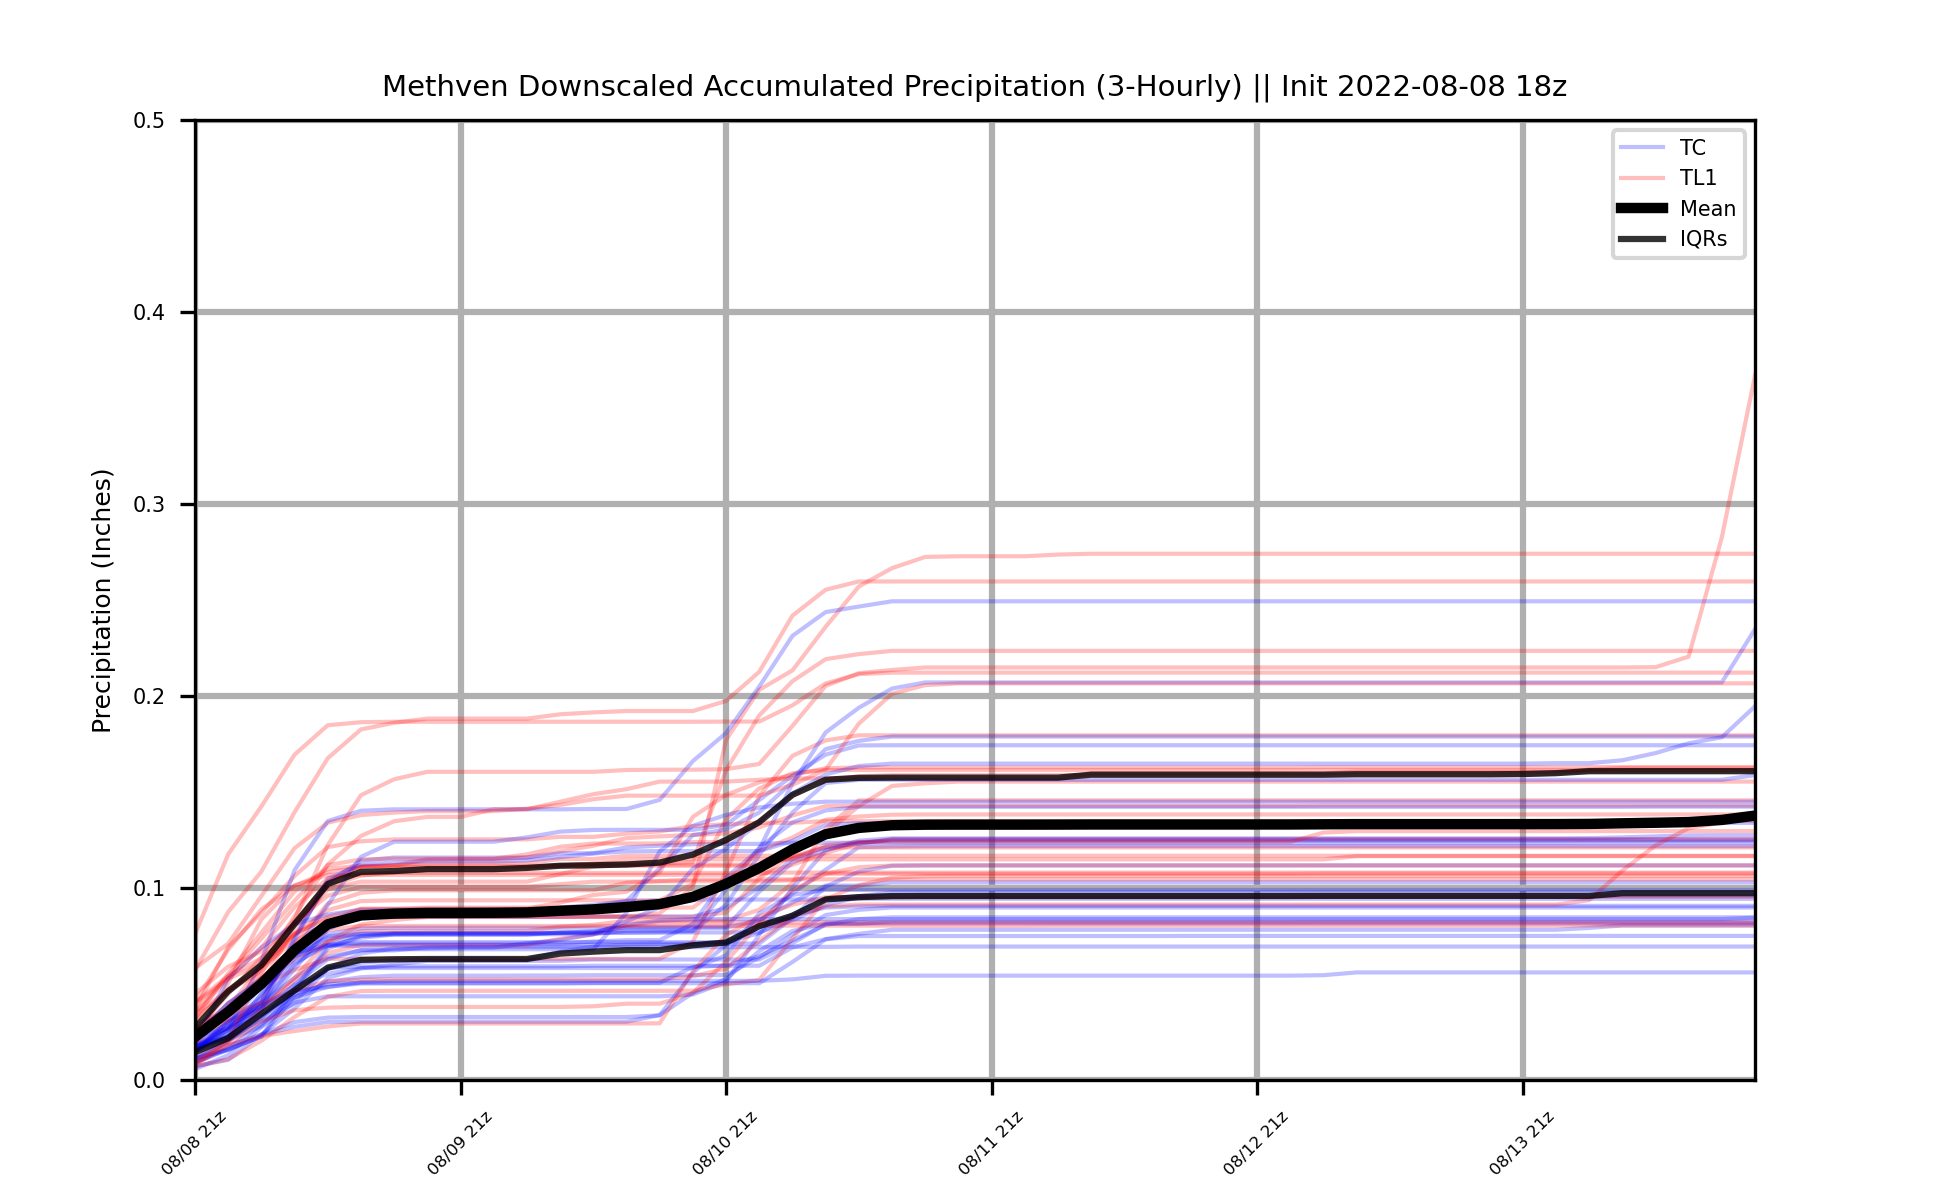 Methven Downscaled Accumulated Precipitation (3-Hourly) || Init 2022-08-08 18z
0.5
0.4
0.3
0.2
0.1
0.0
Precipitation (Inches)
TC
TL1
Mean
IQRs
08/08 21z
08/09 21z
08/10 21z
08/11 21z
08/12 21z
08/13 21z